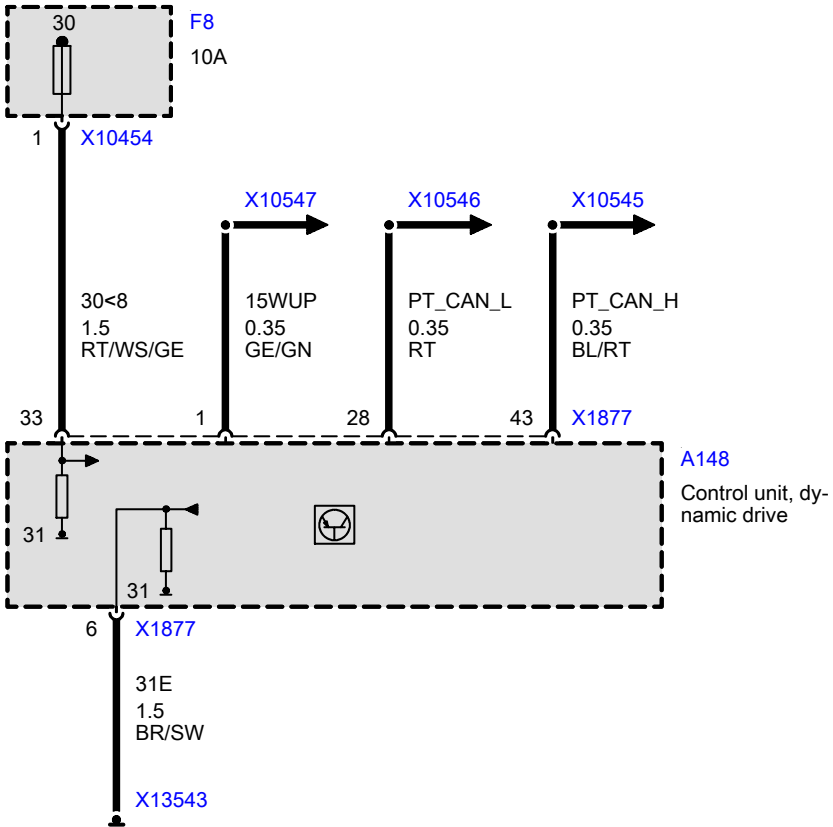 30
F8
10A
1 X10454
X10547
X10546
X10545
30<8
1.5
RT/WS/GE
15WUP
0.35
GE/GN
PT_CAN_L
0.35
RT
PT_CAN_H
0.35
BL/RT
33
1
28
43
X1877
A148
Control unit, dy-
namic drive
31
31
6 X1877
31E
1.5
BR/SW
X13543